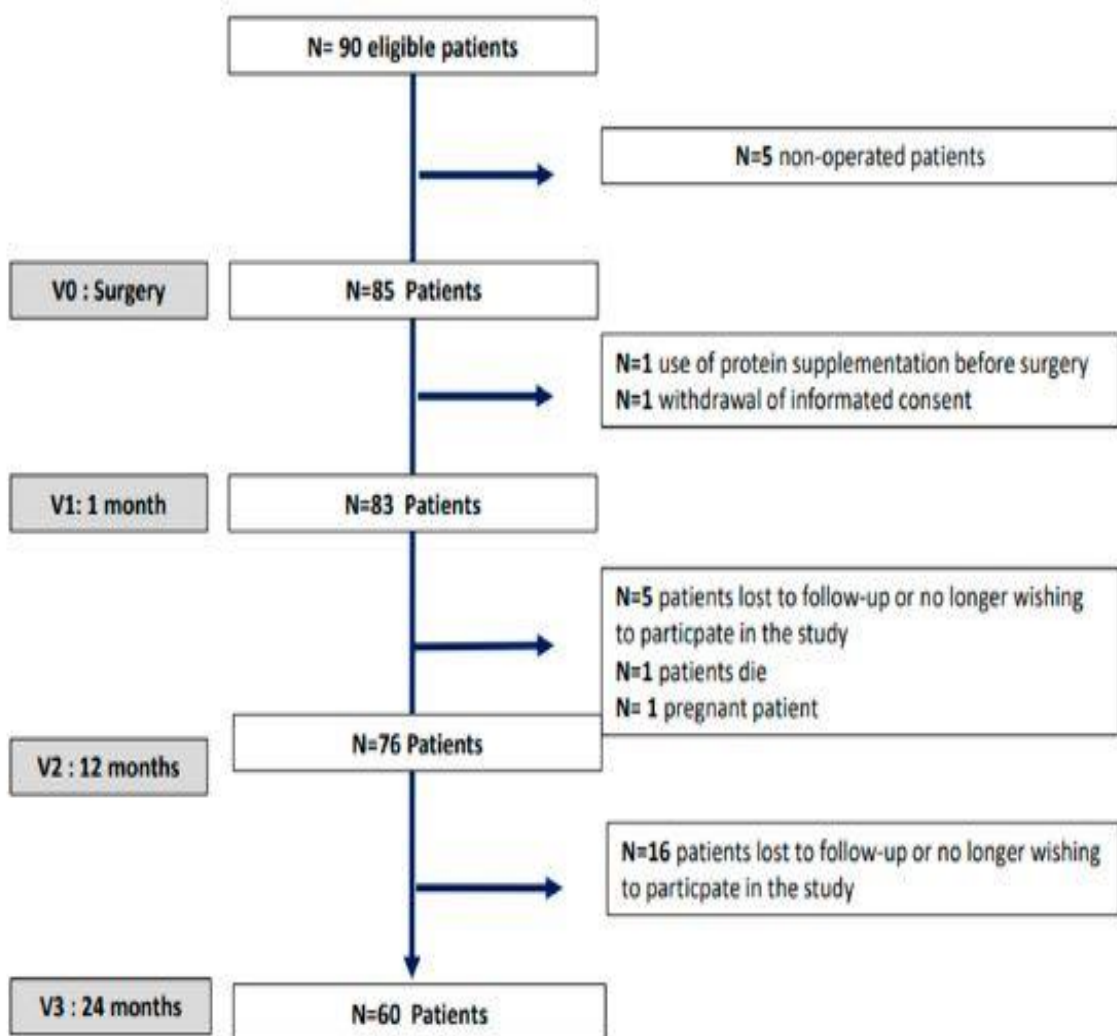 N= 90 eligible patients
N=5 non-operated patients
V0 : Surgery
N=85 Patients
N=1 use of protein supplementation before surgery
N=1 withdrawal of informated consent
V1: 1 month
N=83 Patients
N=5 patients lost to follow-up or no longer wishing
to particpate in the study
N=1 patients die
N= 1 pregnant patient
N=76 Patients
V2 : 12 months
N=16 patients lost to follow-up or no longer wishing
to particpate in the study
V3 : 24 months
N=60 Patients